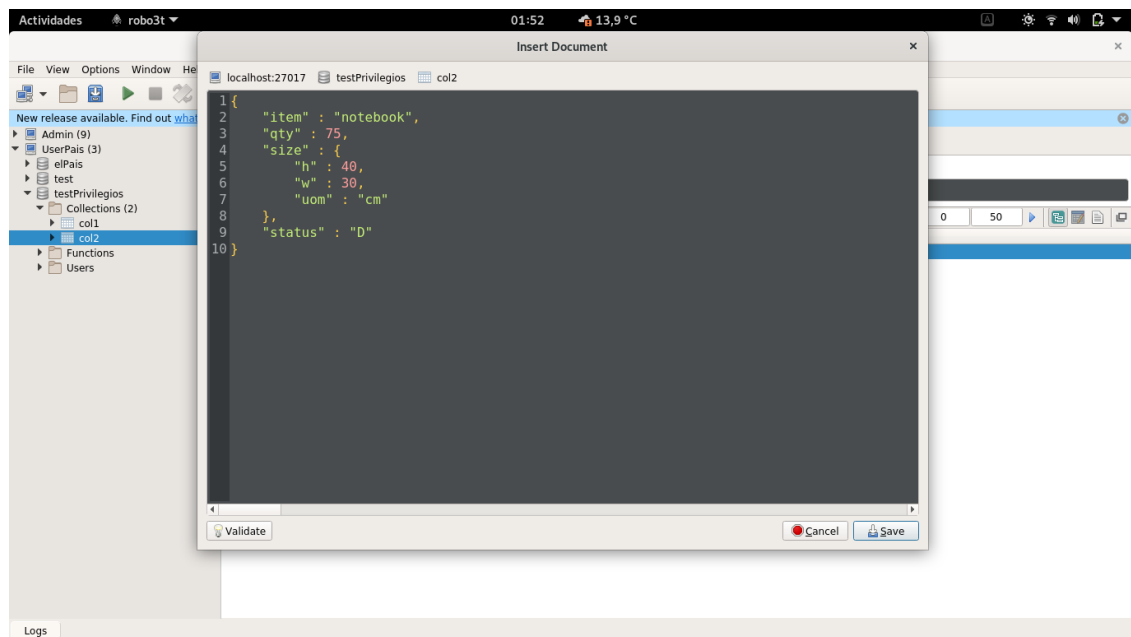 Actividades robo3t 01:52 13,9 °C A
Insert Document
File View Options Window He
localhost:27017 testPrivilegios col2
New release available. Find out what
Admin (9)
UserPais (3)
elPais
test
testPrivilegios
Collections (2)
col1
col2
Functions
Users
1 {
2 "item" : "notebook",
3 "qty" : 75,
4 "size" : {
5 "h" : 40,
6 "w" : 30,
7 "uom" : "cm"
8 },
9 "status" : "D"
10 }
0 50
Validate Cancel Save
Logs